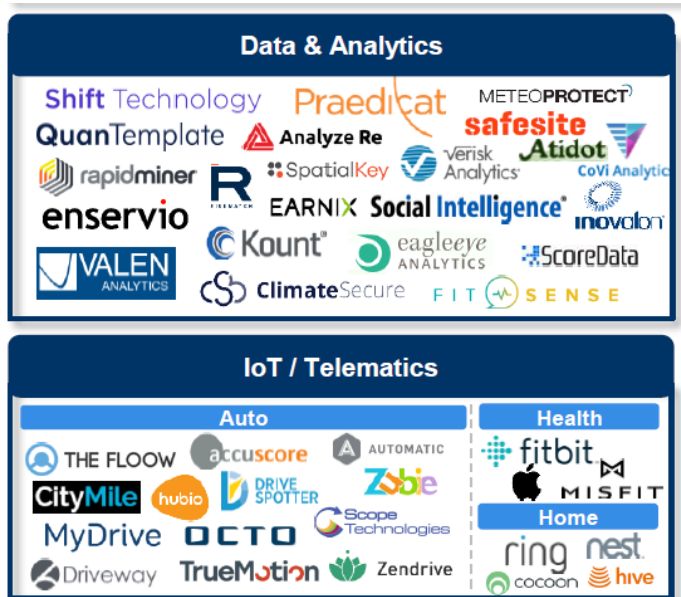 Data & Analytics
Shift Technology Praedicat METEOPROTECT
QuanTemplate Analyze Re safesite
rapidminer FIREMATCH SpatialKey Verisk Analytics Atidot CoVi Analytics
enservio EARNIX Social Intelligence inovalon
Kount eagleeye ANALYTICS ScoreData
VALEN ANALYTICS ClimateSecure FITSENSE
IoT / Telematics
Auto
THE FLOOW accuscore AUTOMATIC
CityMile hubio DRIVE SPOTTER Zubie
MyDrive OCTO Scope Technologies
Driveway TrueMotion Zendrive
Health
fitbit
MISFIT
Home
ring nest
cocoon hive